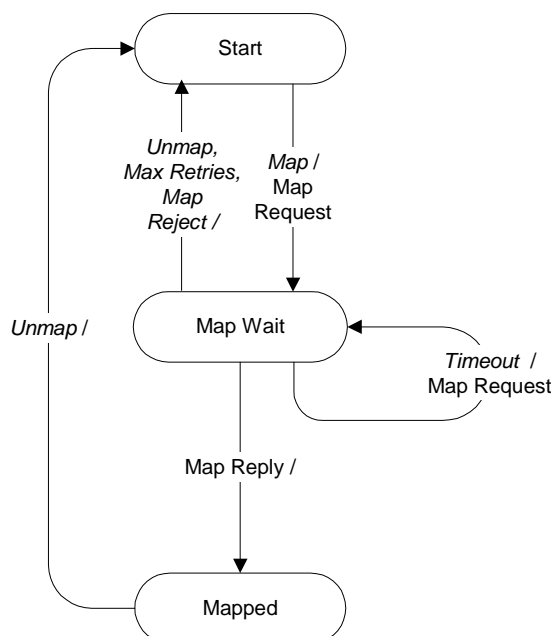 Start
Unmap,
Max Retries,
Map
Reject /
Map /
Map
Request
Unmap /
Map Wait
Timeout /
Map Request
Map Reply /
Mapped